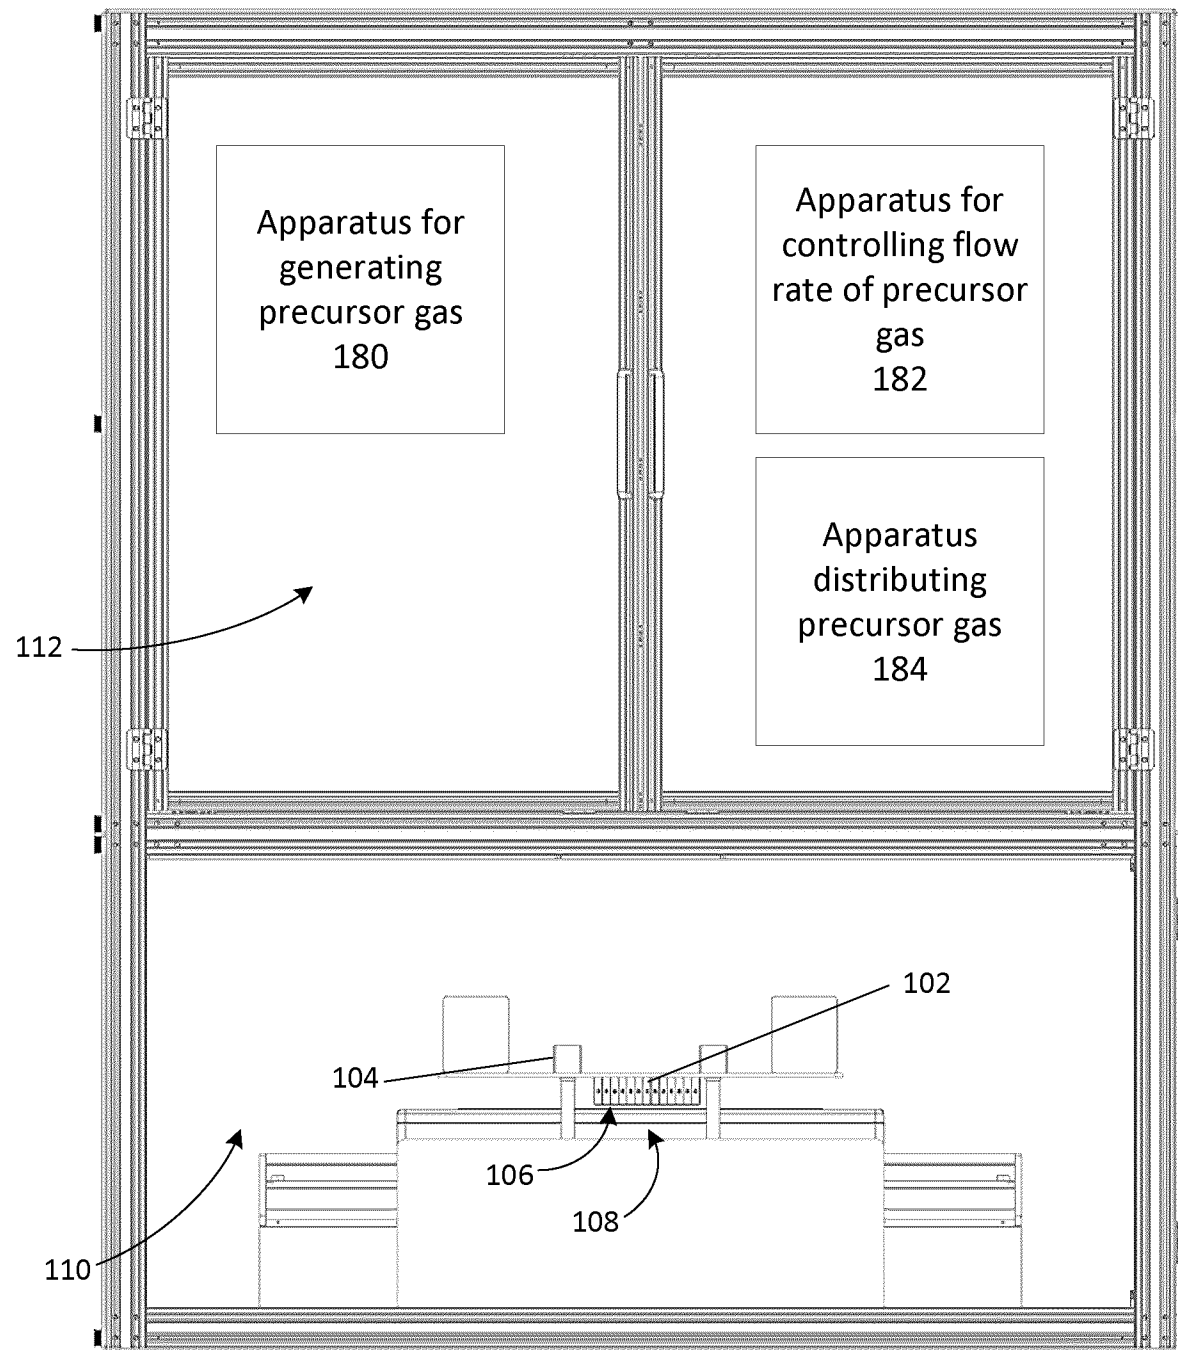 Apparatus for
generating
precursor gas
180
Apparatus for
controlling flow
rate of precursor
gas
182
Apparatus
distributing
precursor gas
184
112
102
104
106
108
110